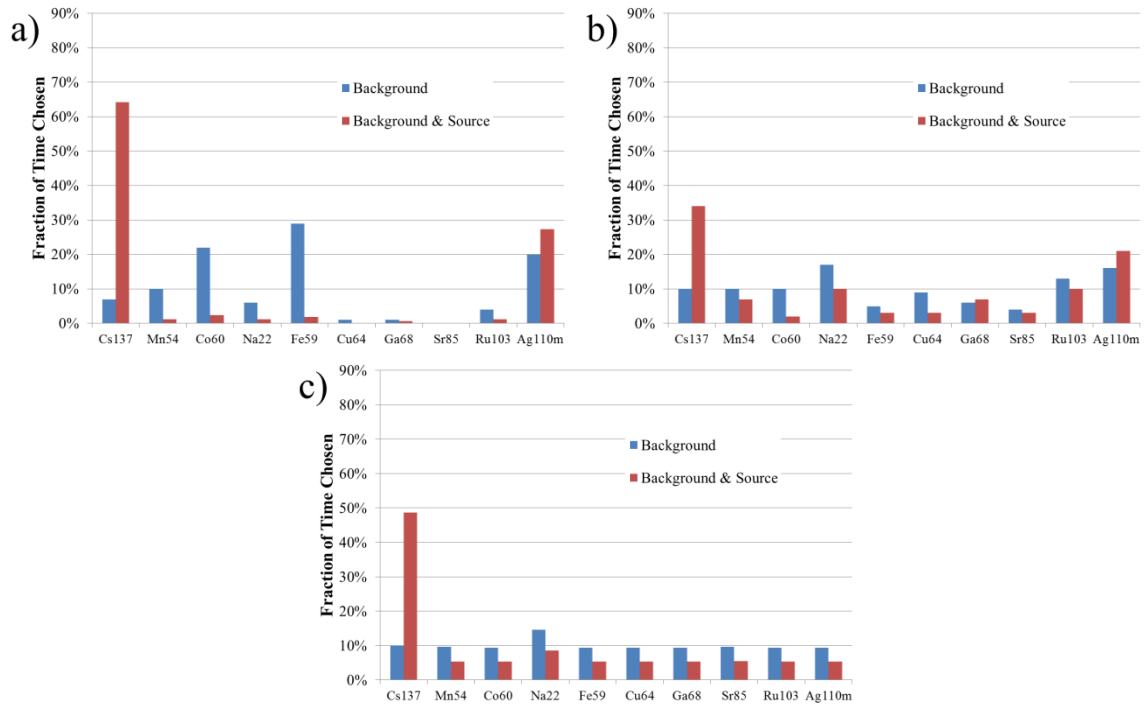 a)
Fraction of Time Chosen
90%
80%
70%
60%
50%
40%
30%
20%
10%
0%
Background
Background & Source
Cs137 Mn54 Co60 Na22 Fe59 Cu64 Ga68 Sr85 Ru103 Ag110m
b)
Fraction of Time Chosen
90%
80%
70%
60%
50%
40%
30%
20%
10%
0%
Background
Background & Source
Cs137 Mn54 Co60 Na22 Fe59 Cu64 Ga68 Sr85 Ru103 Ag110m
c)
Fraction of Time Chosen
90%
80%
70%
60%
50%
40%
30%
20%
10%
0%
Background
Background & Source
Cs137 Mn54 Co60 Na22 Fe59 Cu64 Ga68 Sr85 Ru103 Ag110m